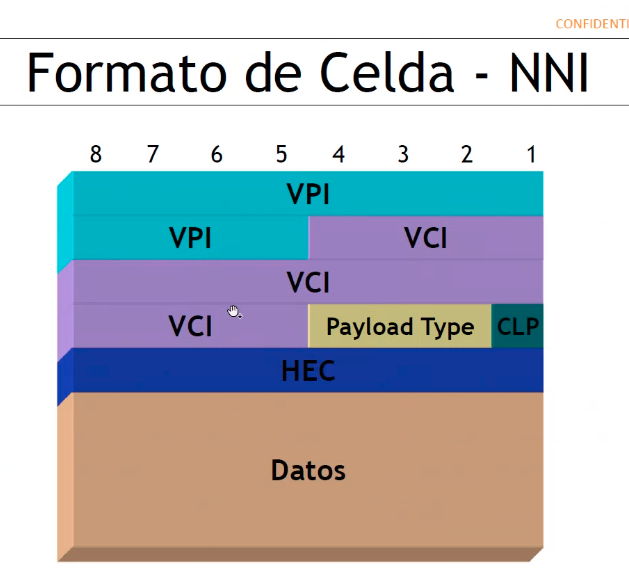 CONFIDENTI
Formato de Celda - NNI
8 7 6 5 4 3 2 1
VPI
VPI VCI
VCI
VCI Payload Type CLP
HEC
Datos